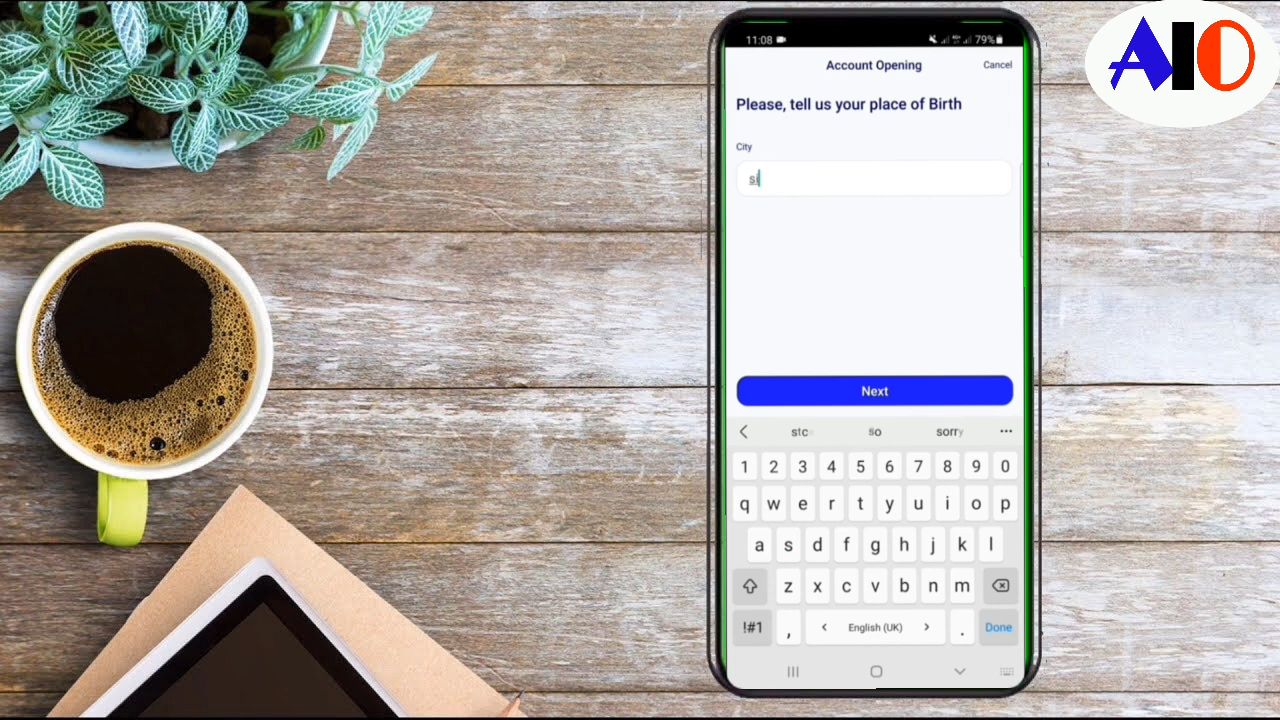 AIO
11:08
79%
Account Opening
Cancel
Please, tell us your place of Birth
City
si
Next
stc
so
sorry
1 2 3 4 5 6 7 8 9 0
q w e r t y u i o p
a s d f g h j k l
z x c v b n m
!#1 , < English (UK) > . Done